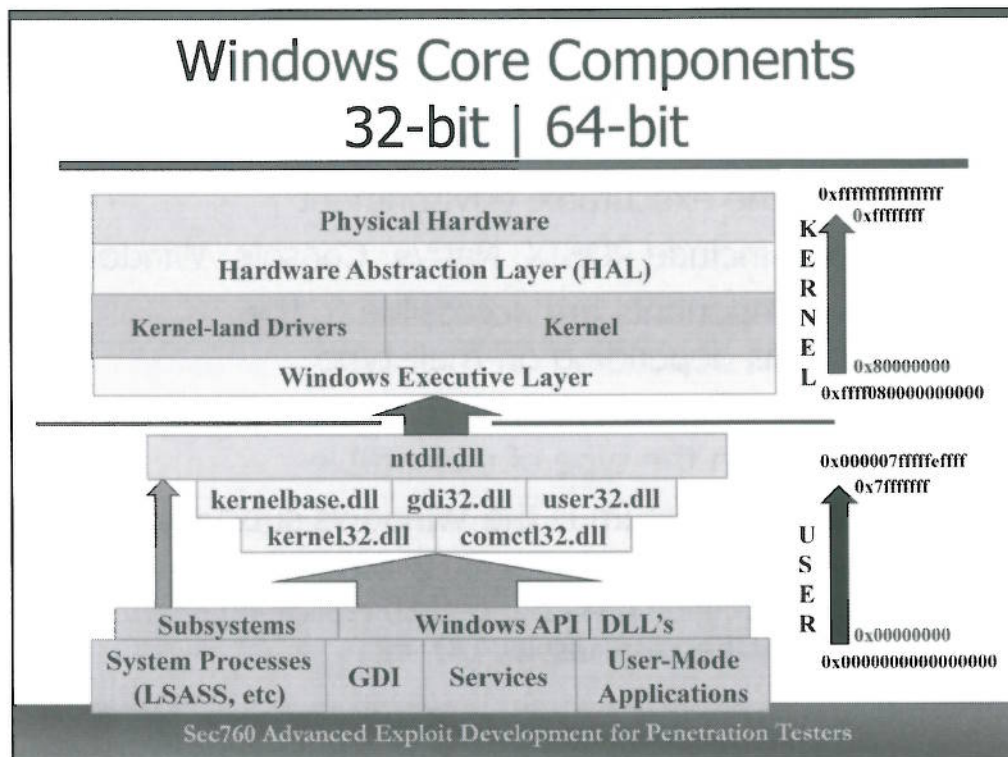 Windows Core Components
32-bit | 64-bit
Physical Hardware
Hardware Abstraction Layer (HAL)
Kernel-land Drivers
Kernel
Windows Executive Layer
KERNEL
0xffffffffffffffff
0xffffffff
0x80000000
0xffff080000000000
ntdll.dll
kernelbase.dll
gdi32.dll
user32.dll
kernel32.dll
comctl32.dll
USER
0x000007fffffeffff
0x7fffffff
0x00000000
0x0000000000000000
Subsystems
Windows API | DLL's
System Processes
(LSASS, etc)
GDI
Services
User-Mode
Applications
Sec760 Advanced Exploit Development for Penetration Testers